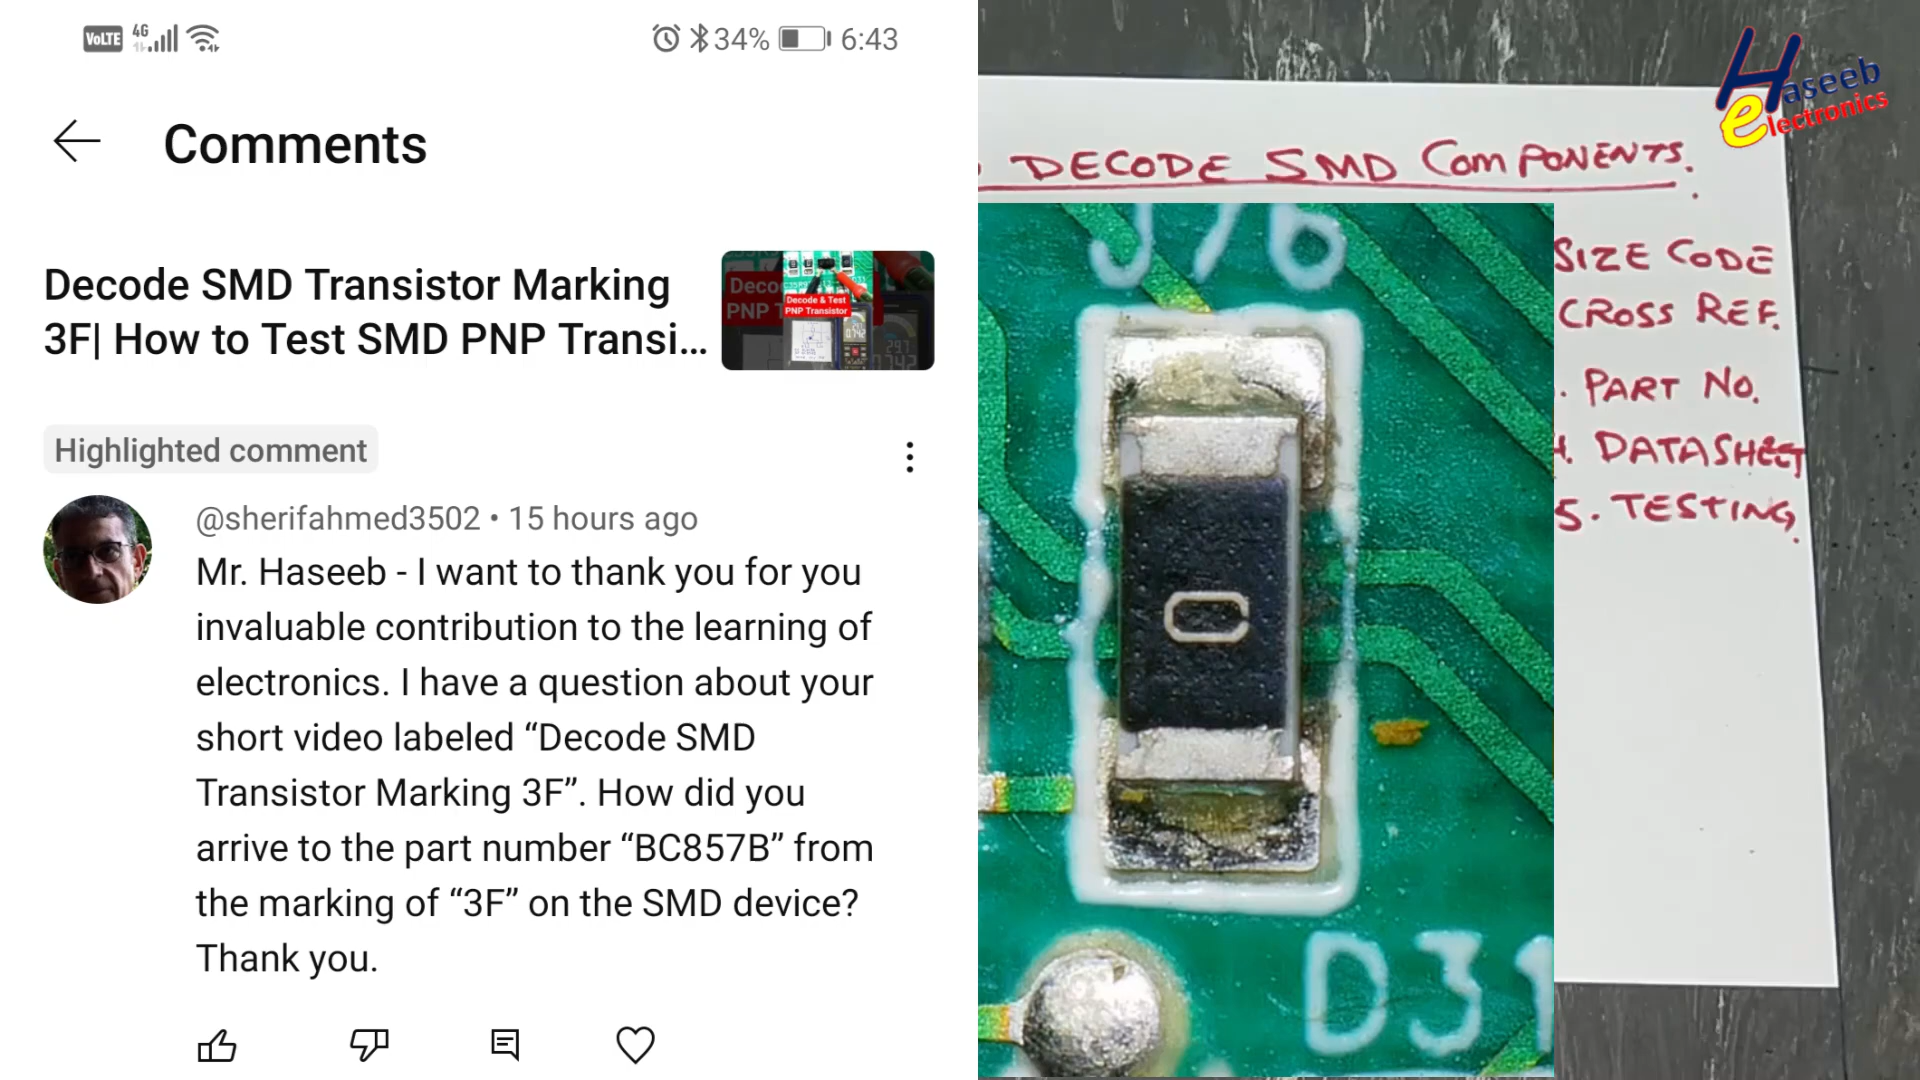 VoLTE 4G 34% 6:43
Comments
Decode SMD Transistor Marking
3F| How to Test SMD PNP Transi...
Decode & Test
PNP Transistor
Highlighted comment
@sherifahmed3502 • 15 hours ago
Mr. Haseeb - I want to thank you for you
invaluable contribution to the learning of
electronics. I have a question about your
short video labeled “Decode SMD
Transistor Marking 3F”. How did you
arrive to the part number “BC857B” from
the marking of “3F” on the SMD device?
Thank you.
Haseeb
electronics
DECODE SMD COMPONENTS.
SIZE CODE
CROSS REF.
. PART NO.
4. DATASHEET
5. TESTING
J76
0
D31